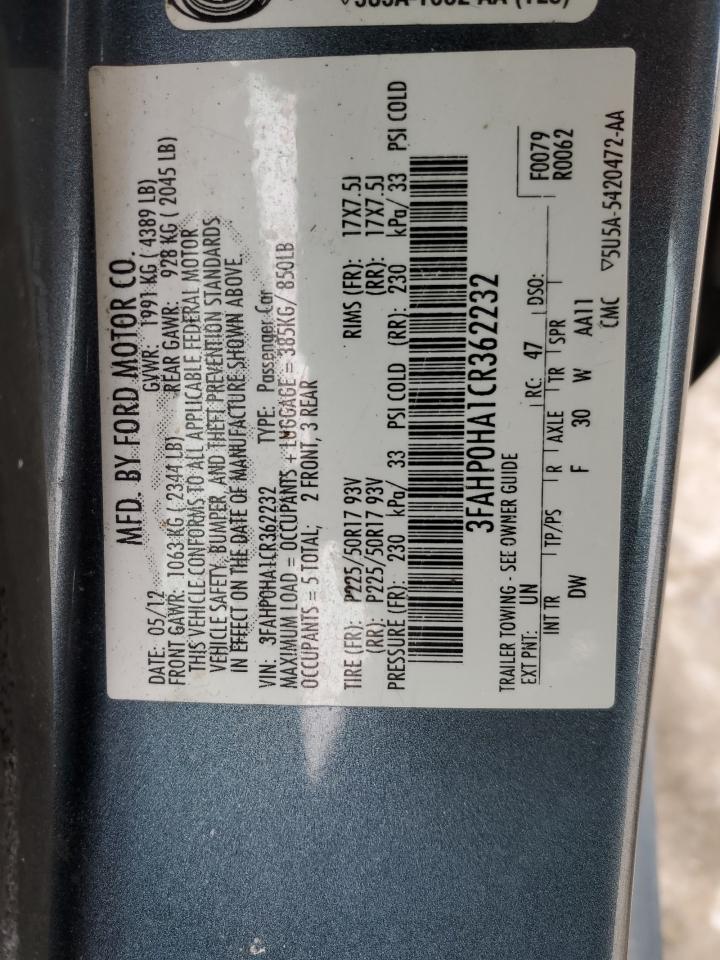 MFD. BY FORD MOTOR CO.
DATE: 05/12 GVWR: 1991 KG ( 4389 LB)
FRONT GAWR: 1063 KG ( 2344 LB) REAR GAWR: 928 KG ( 2045 LB)
THIS VEHICLE CONFORMS TO ALL APPLICABLE FEDERAL MOTOR
VEHICLE SAFETY, BUMPER, AND THEFT PREVENTION STANDARDS
IN EFFECT ON THE DATE OF MANUFACTURE SHOWN ABOVE.
VIN: 3FAHP0HA1CR362232 TYPE: Passenger Car
MAXIMUM LOAD = OCCUPANTS + LUGGAGE = 385KG/ 850LB
OCCUPANTS = 5 TOTAL; 2 FRONT, 3 REAR
TIRE (FR): P225/50R17 93V RIMS (FR): 17X7.5J
(RR): P225/50R17 93V (RR): 17X7.5J
PRESSURE (FR): 230 kPa/ 33 PSI COLD (RR): 230 kPa/ 33 PSI COLD
3FAHP0HA1CR362232
TRAILER TOWING - SEE OWNER GUIDE F0079
EXT PNT: UN RC: 47 DSO: R0062
INT TR TP/PS R AXLE TR SPR
DW F 30 W AA11
CMC ▽5U5A-5420472-AA